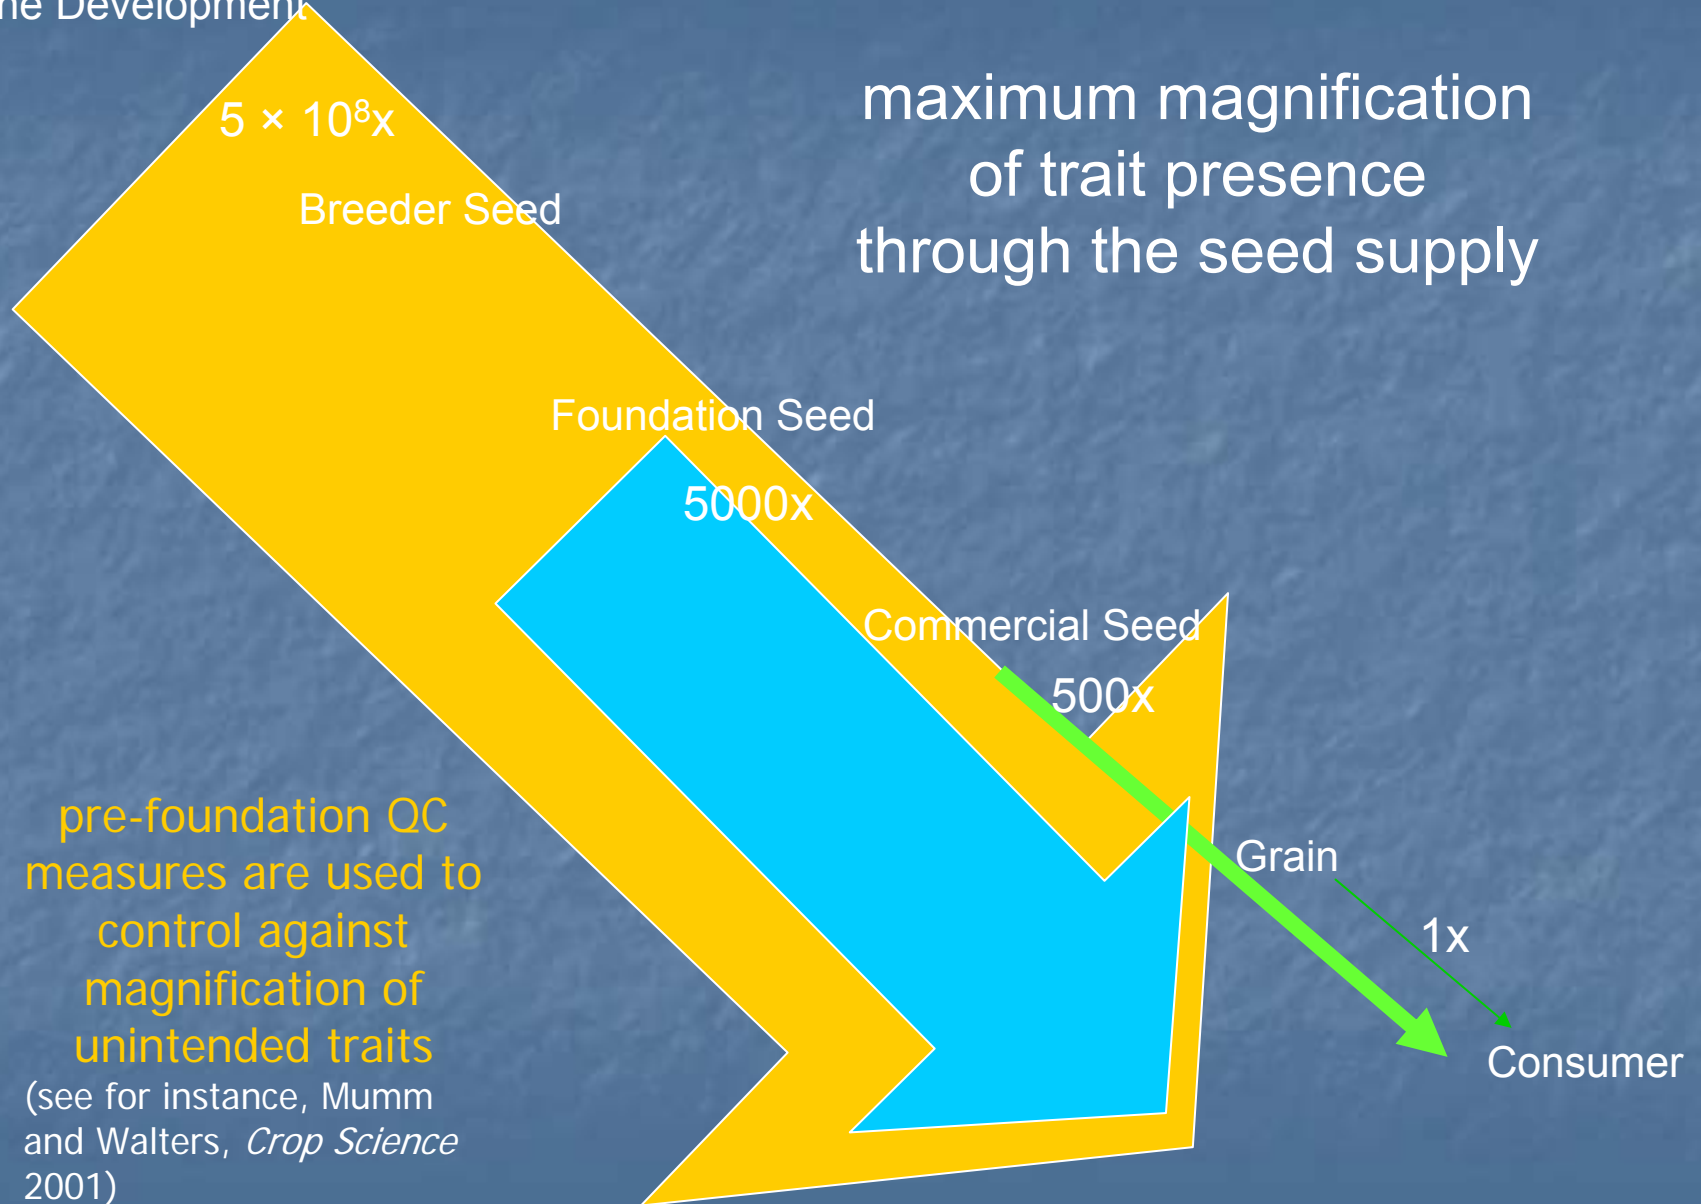 ne Development
5 × 10⁸x
Breeder Seed
maximum magnification
of trait presence
through the seed supply
Foundation Seed
5000x
Commercial Seed
500x
Grain
1x
Consumer
pre-foundation QC
measures are used to
control against
magnification of
unintended traits
(see for instance, Mumm
and Walters, Crop Science
2001)